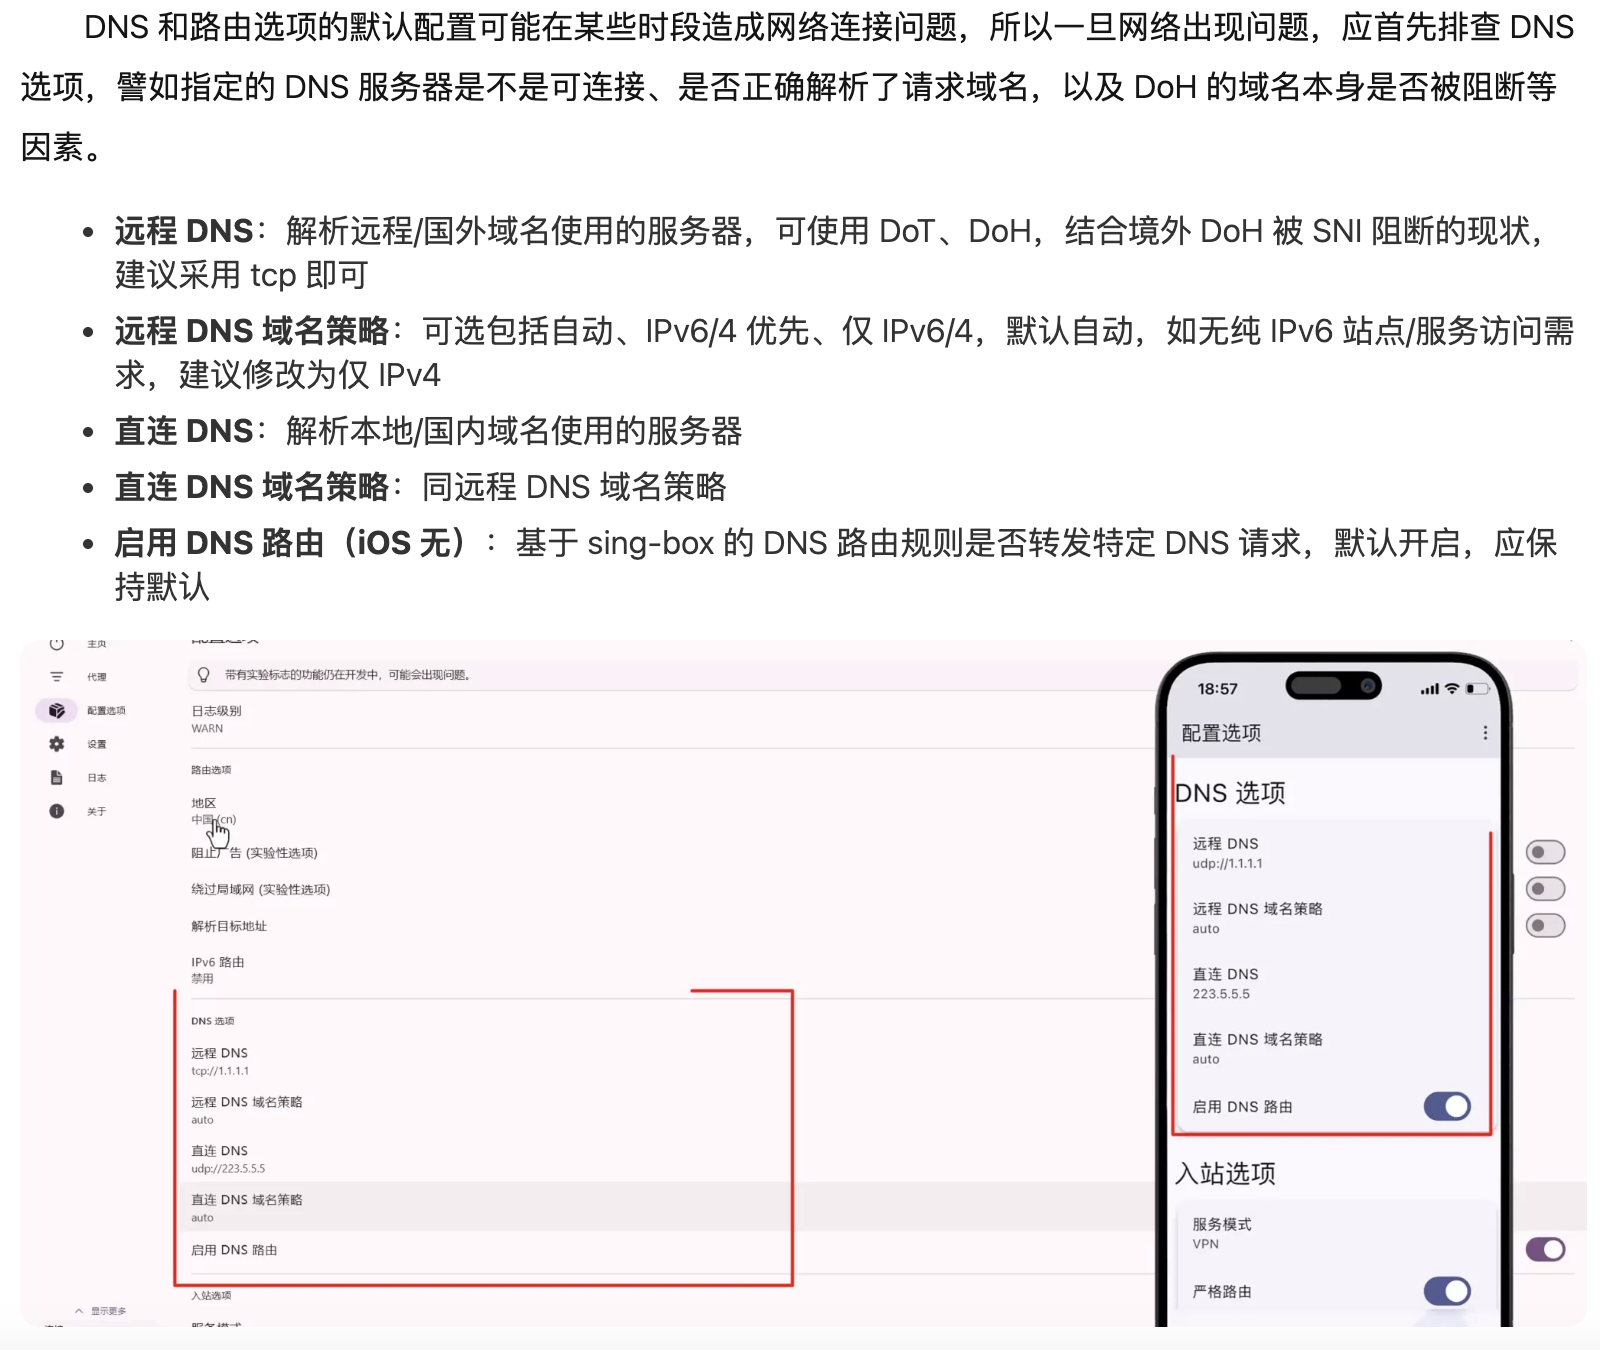 DNS 和路由选项的默认配置可能在某些时段造成网络连接问题，所以一旦网络出现问题，应首先排查 DNS
选项，譬如指定的 DNS 服务器是不是可连接、是否正确解析了请求域名，以及 DoH 的域名本身是否被阻断等
因素。
• 远程 DNS：解析远程/国外域名使用的服务器，可使用 DoT、DoH，结合境外 DoH 被 SNI 阻断的现状，
建议采用 tcp 即可
• 远程 DNS 域名策略：可选包括自动、IPv6/4 优先、仅 IPv6/4，默认自动，如无纯 IPv6 站点/服务访问需
求，建议修改为仅 IPv4
• 直连 DNS：解析本地/国内域名使用的服务器
• 直连 DNS 域名策略：同远程 DNS 域名策略
• 启用 DNS 路由（iOS 无）：基于 sing-box 的 DNS 路由规则是否转发特定 DNS 请求，默认开启，应保
持默认
主页
代理
配置选项
设置
日志
关于
显示更多
配置选项
带有实验标志的功能仍在开发中，可能会出现问题。
日志级别
WARN
路由选项
地区
中国 (cn)
阻止广告 (实验性选项)
绕过局域网 (实验性选项)
解析目标地址
IPv6 路由
禁用
DNS 选项
远程 DNS
tcp://1.1.1.1
远程 DNS 域名策略
auto
直连 DNS
udp://223.5.5.5
直连 DNS 域名策略
auto
启用 DNS 路由
入站选项
服务模式
18:57
配置选项
DNS 选项
远程 DNS
udp://1.1.1.1
远程 DNS 域名策略
auto
直连 DNS
223.5.5.5
直连 DNS 域名策略
auto
启用 DNS 路由
入站选项
服务模式
VPN
严格路由